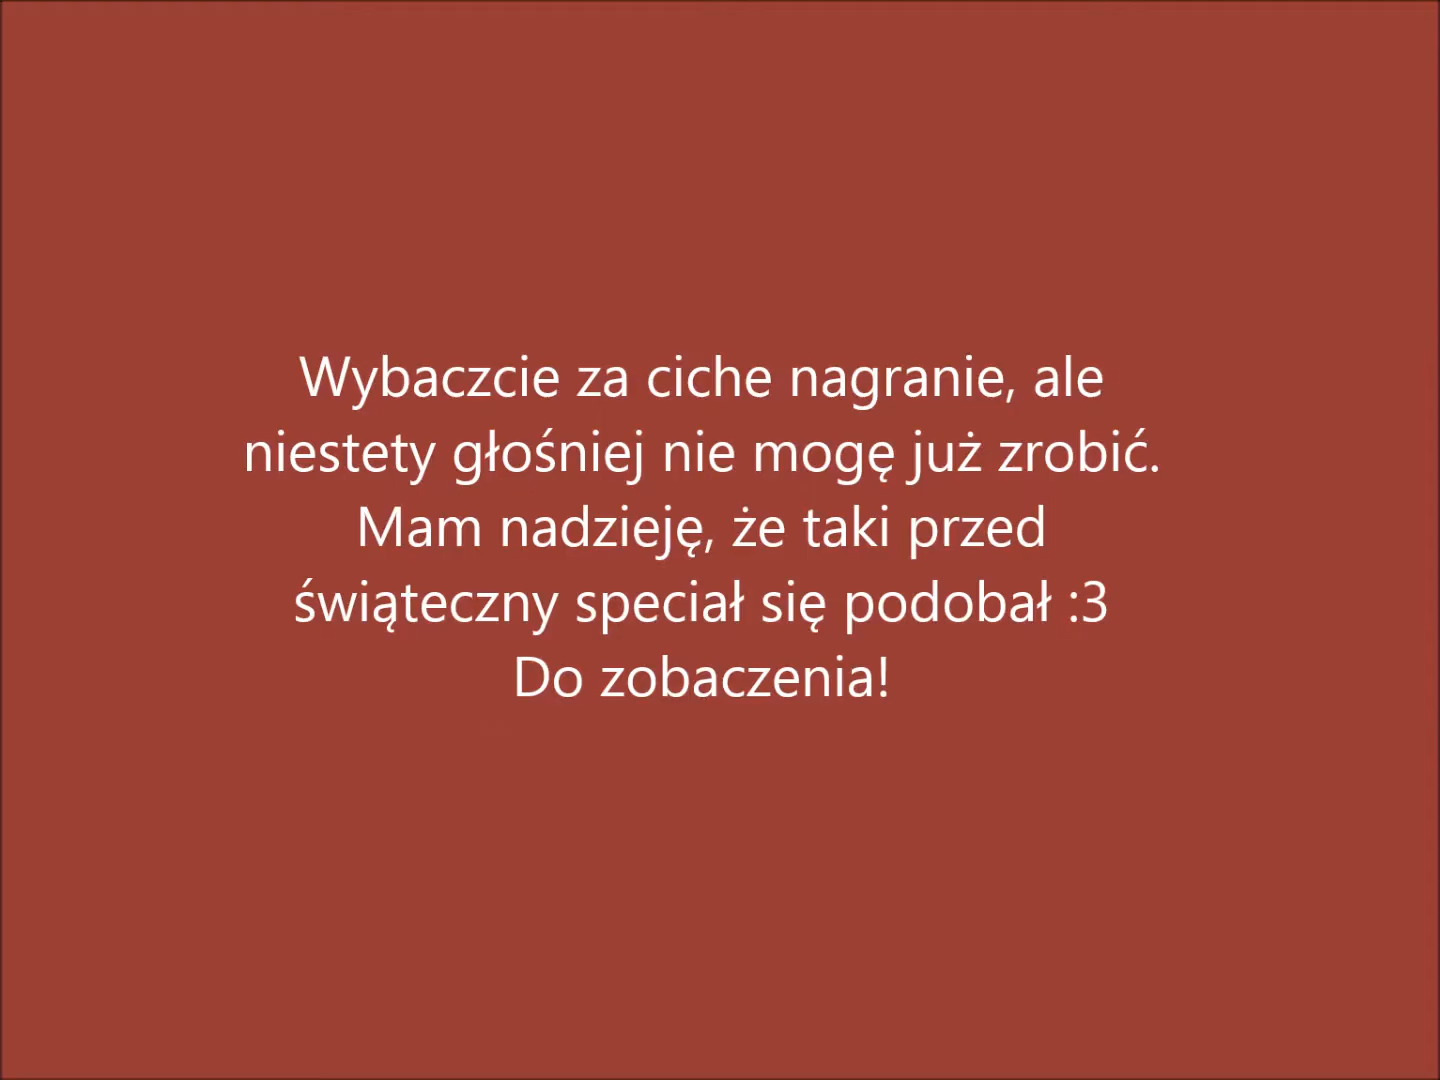 Wybaczcie za ciche nagranie, ale
niestety głośniej nie mogę już zrobić.
Mam nadzieję, że taki przed
świąteczny speciał się podobał :3
Do zobaczenia!